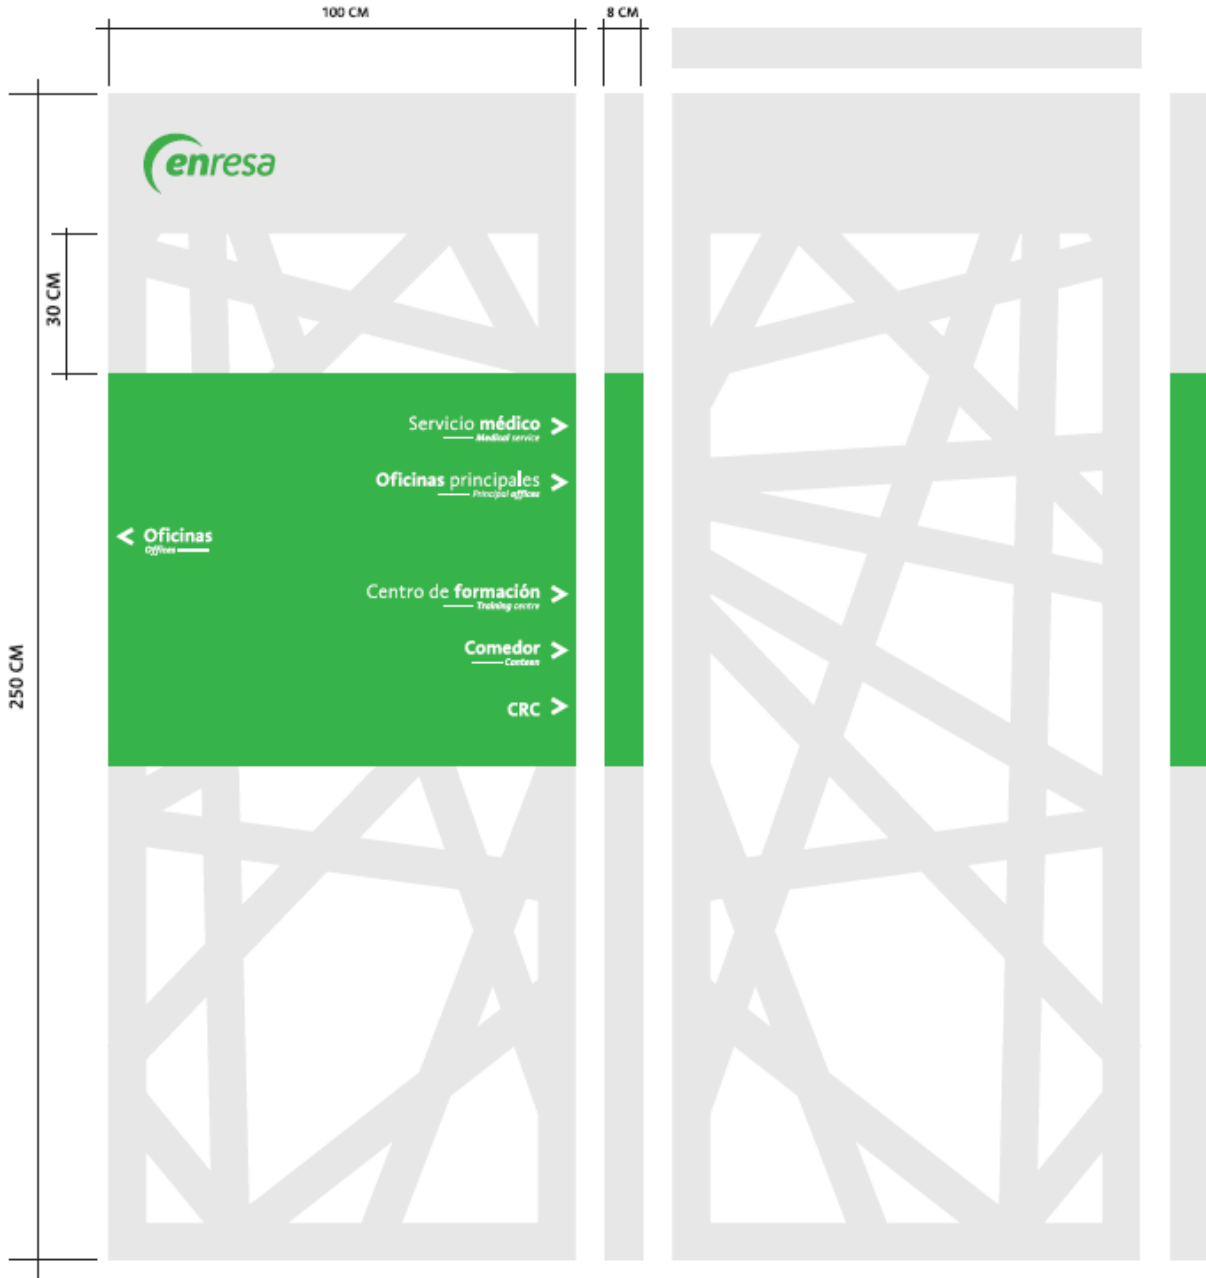 100 CM
8 CM
enresa
30 CM
Servicio médico
Medical service
Oficinas principales
Principal offices
Oficinas
Offices
Centro de formación
Training centre
Comedor
Canteen
CRC
250 CM